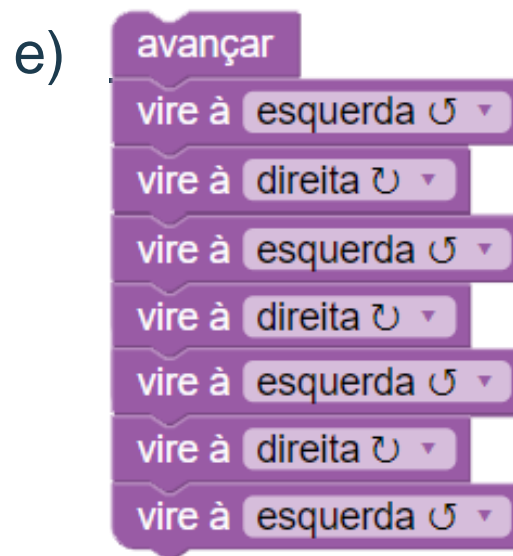 e) avançar
vire à esquerda ↺ ▼
vire à direita ↻ ▼
vire à esquerda ↺ ▼
vire à direita ↻ ▼
vire à esquerda ↺ ▼
vire à direita ↻ ▼
vire à esquerda ↺ ▼